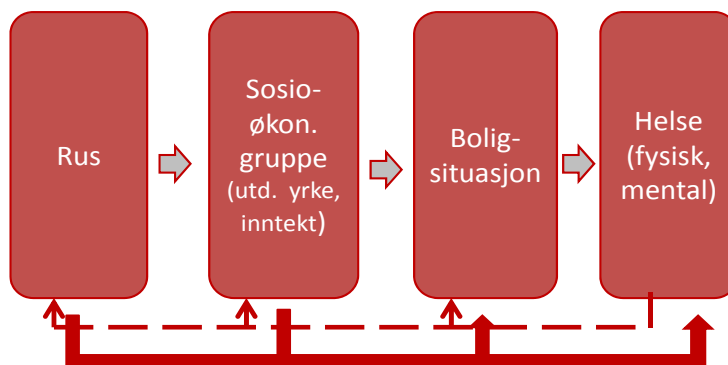 Rus
Sosio-
økon.
gruppe
(utd. yrke,
inntekt)
Bolig-
situasjon
Helse
(fysisk,
mental)